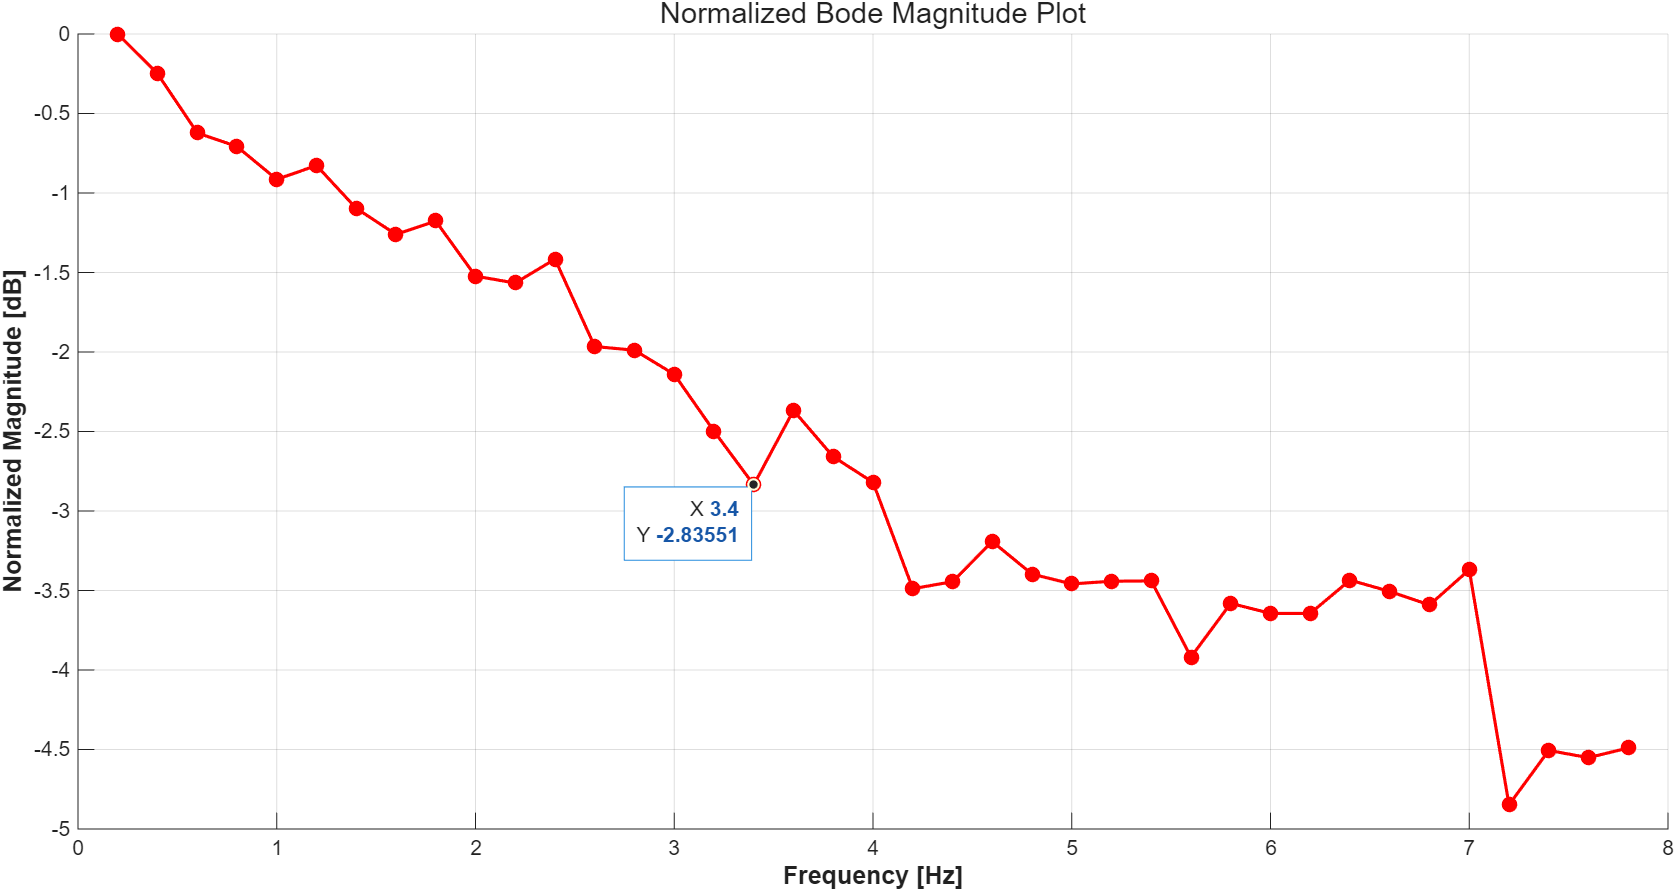 Normalized Bode Magnitude Plot
0
-0.5
-1
-1.5
-2
-2.5
-3
-3.5
-4
-4.5
-5
Normalized Magnitude [dB]
X 3.4
Y -2.83551
0 1 2 3 4 5 6 7 8
Frequency [Hz]